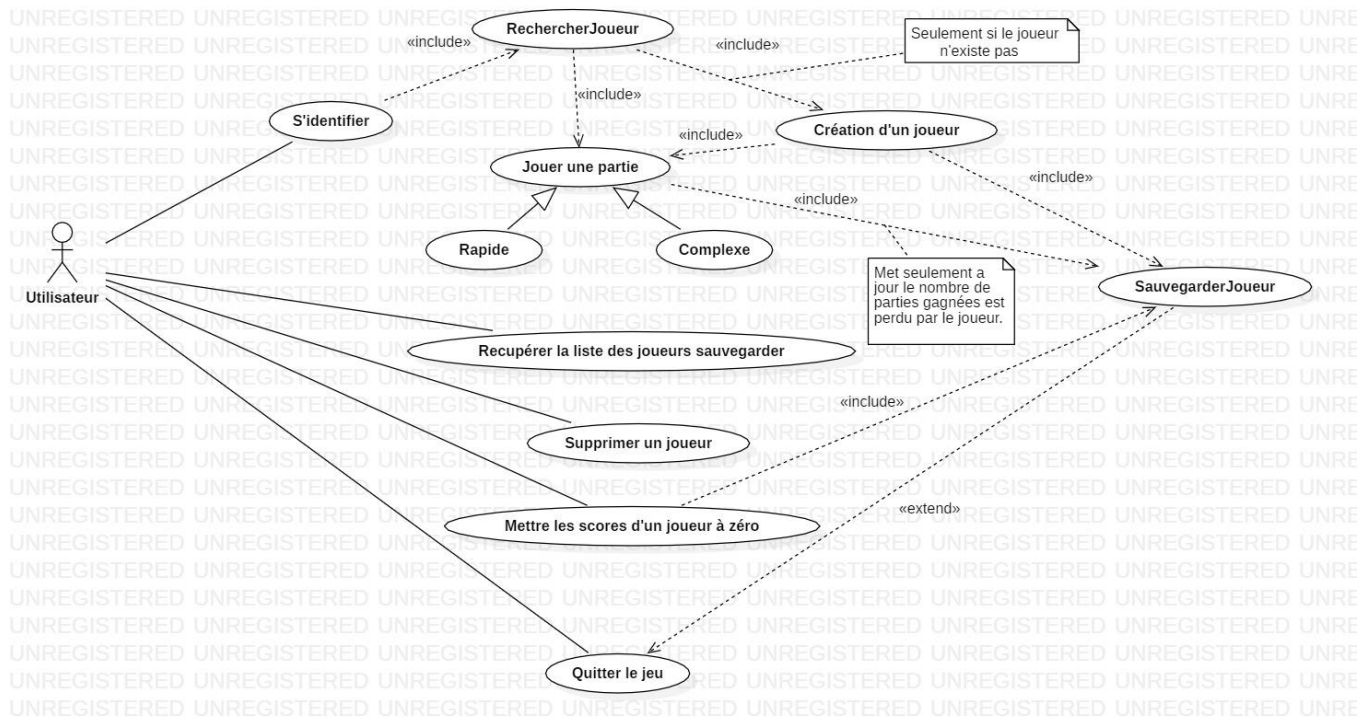 RechercherJoueur
«include»
«include»
Seulement si le joueur
n'existe pas
«include»
S'identifier
Création d'un joueur
«include»
Jouer une partie
«include»
«include»
Rapide
Complexe
Utilisateur
Met seulement a
jour le nombre de
parties gagnées est
perdu par le joueur.
SauvegarderJoueur
Recupérer la liste des joueurs sauvegarder
«include»
Supprimer un joueur
«extend»
Mettre les scores d'un joueur à zéro
Quitter le jeu
UNREGISTERED